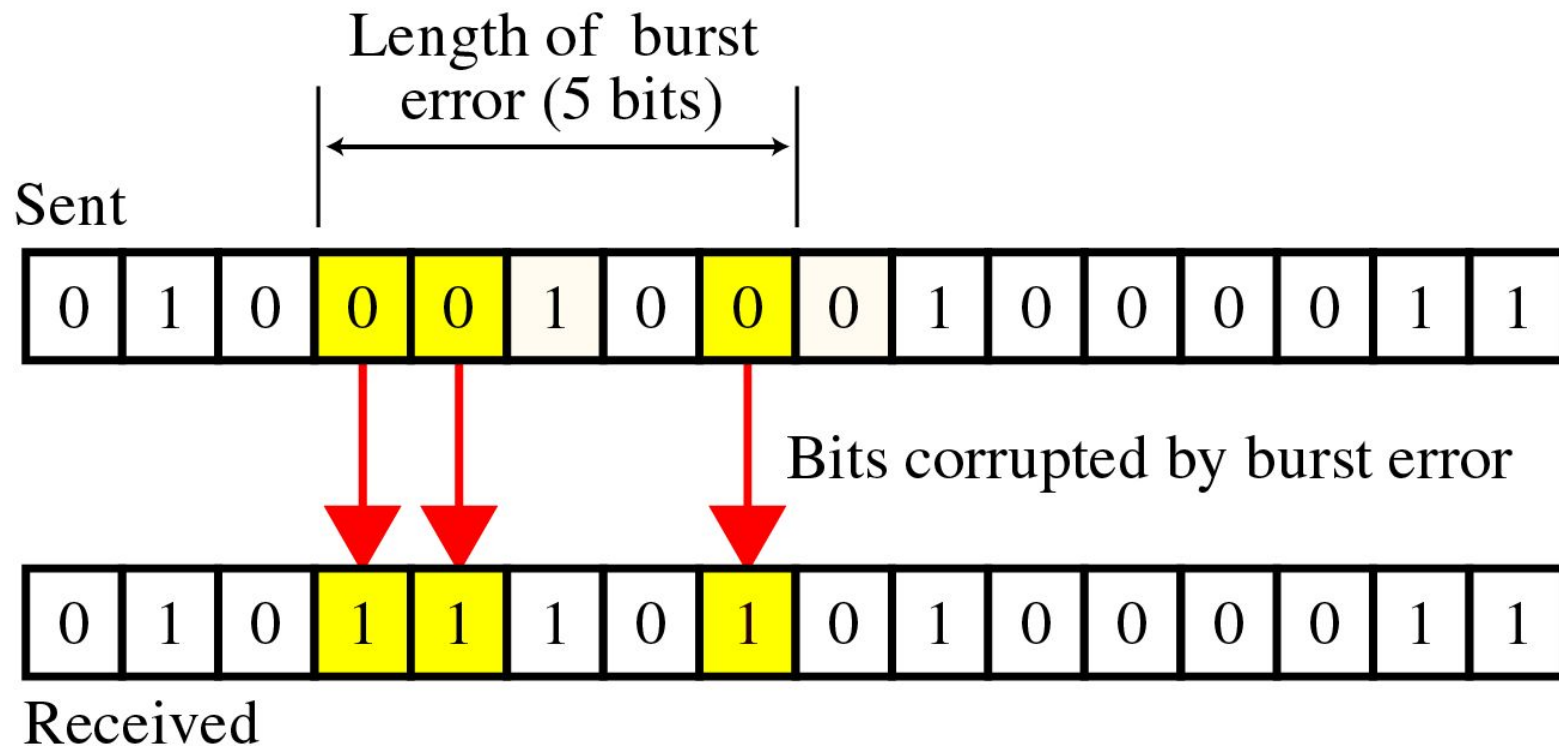 Length of burst
error (5 bits)
Sent
0 1 0 0 0 1 0 0 0 1 0 0 0 0 1 1
Bits corrupted by burst error
0 1 0 1 1 1 0 1 0 1 0 0 0 0 1 1
Received